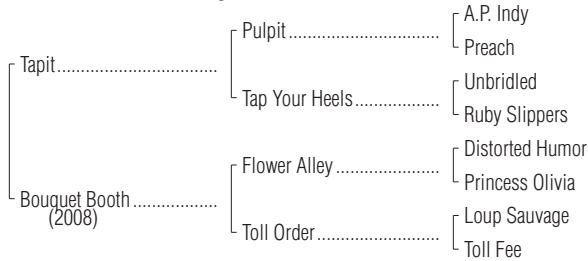 A.P. Indy
Pulpit
Preach
Tapit
Unbridled
Tap Your Heels
Ruby Slippers
Distorted Humor
Flower Alley
Princess Olivia
Bouquet Booth
(2008)
Loup Sauvage
Toll Order
Toll Fee